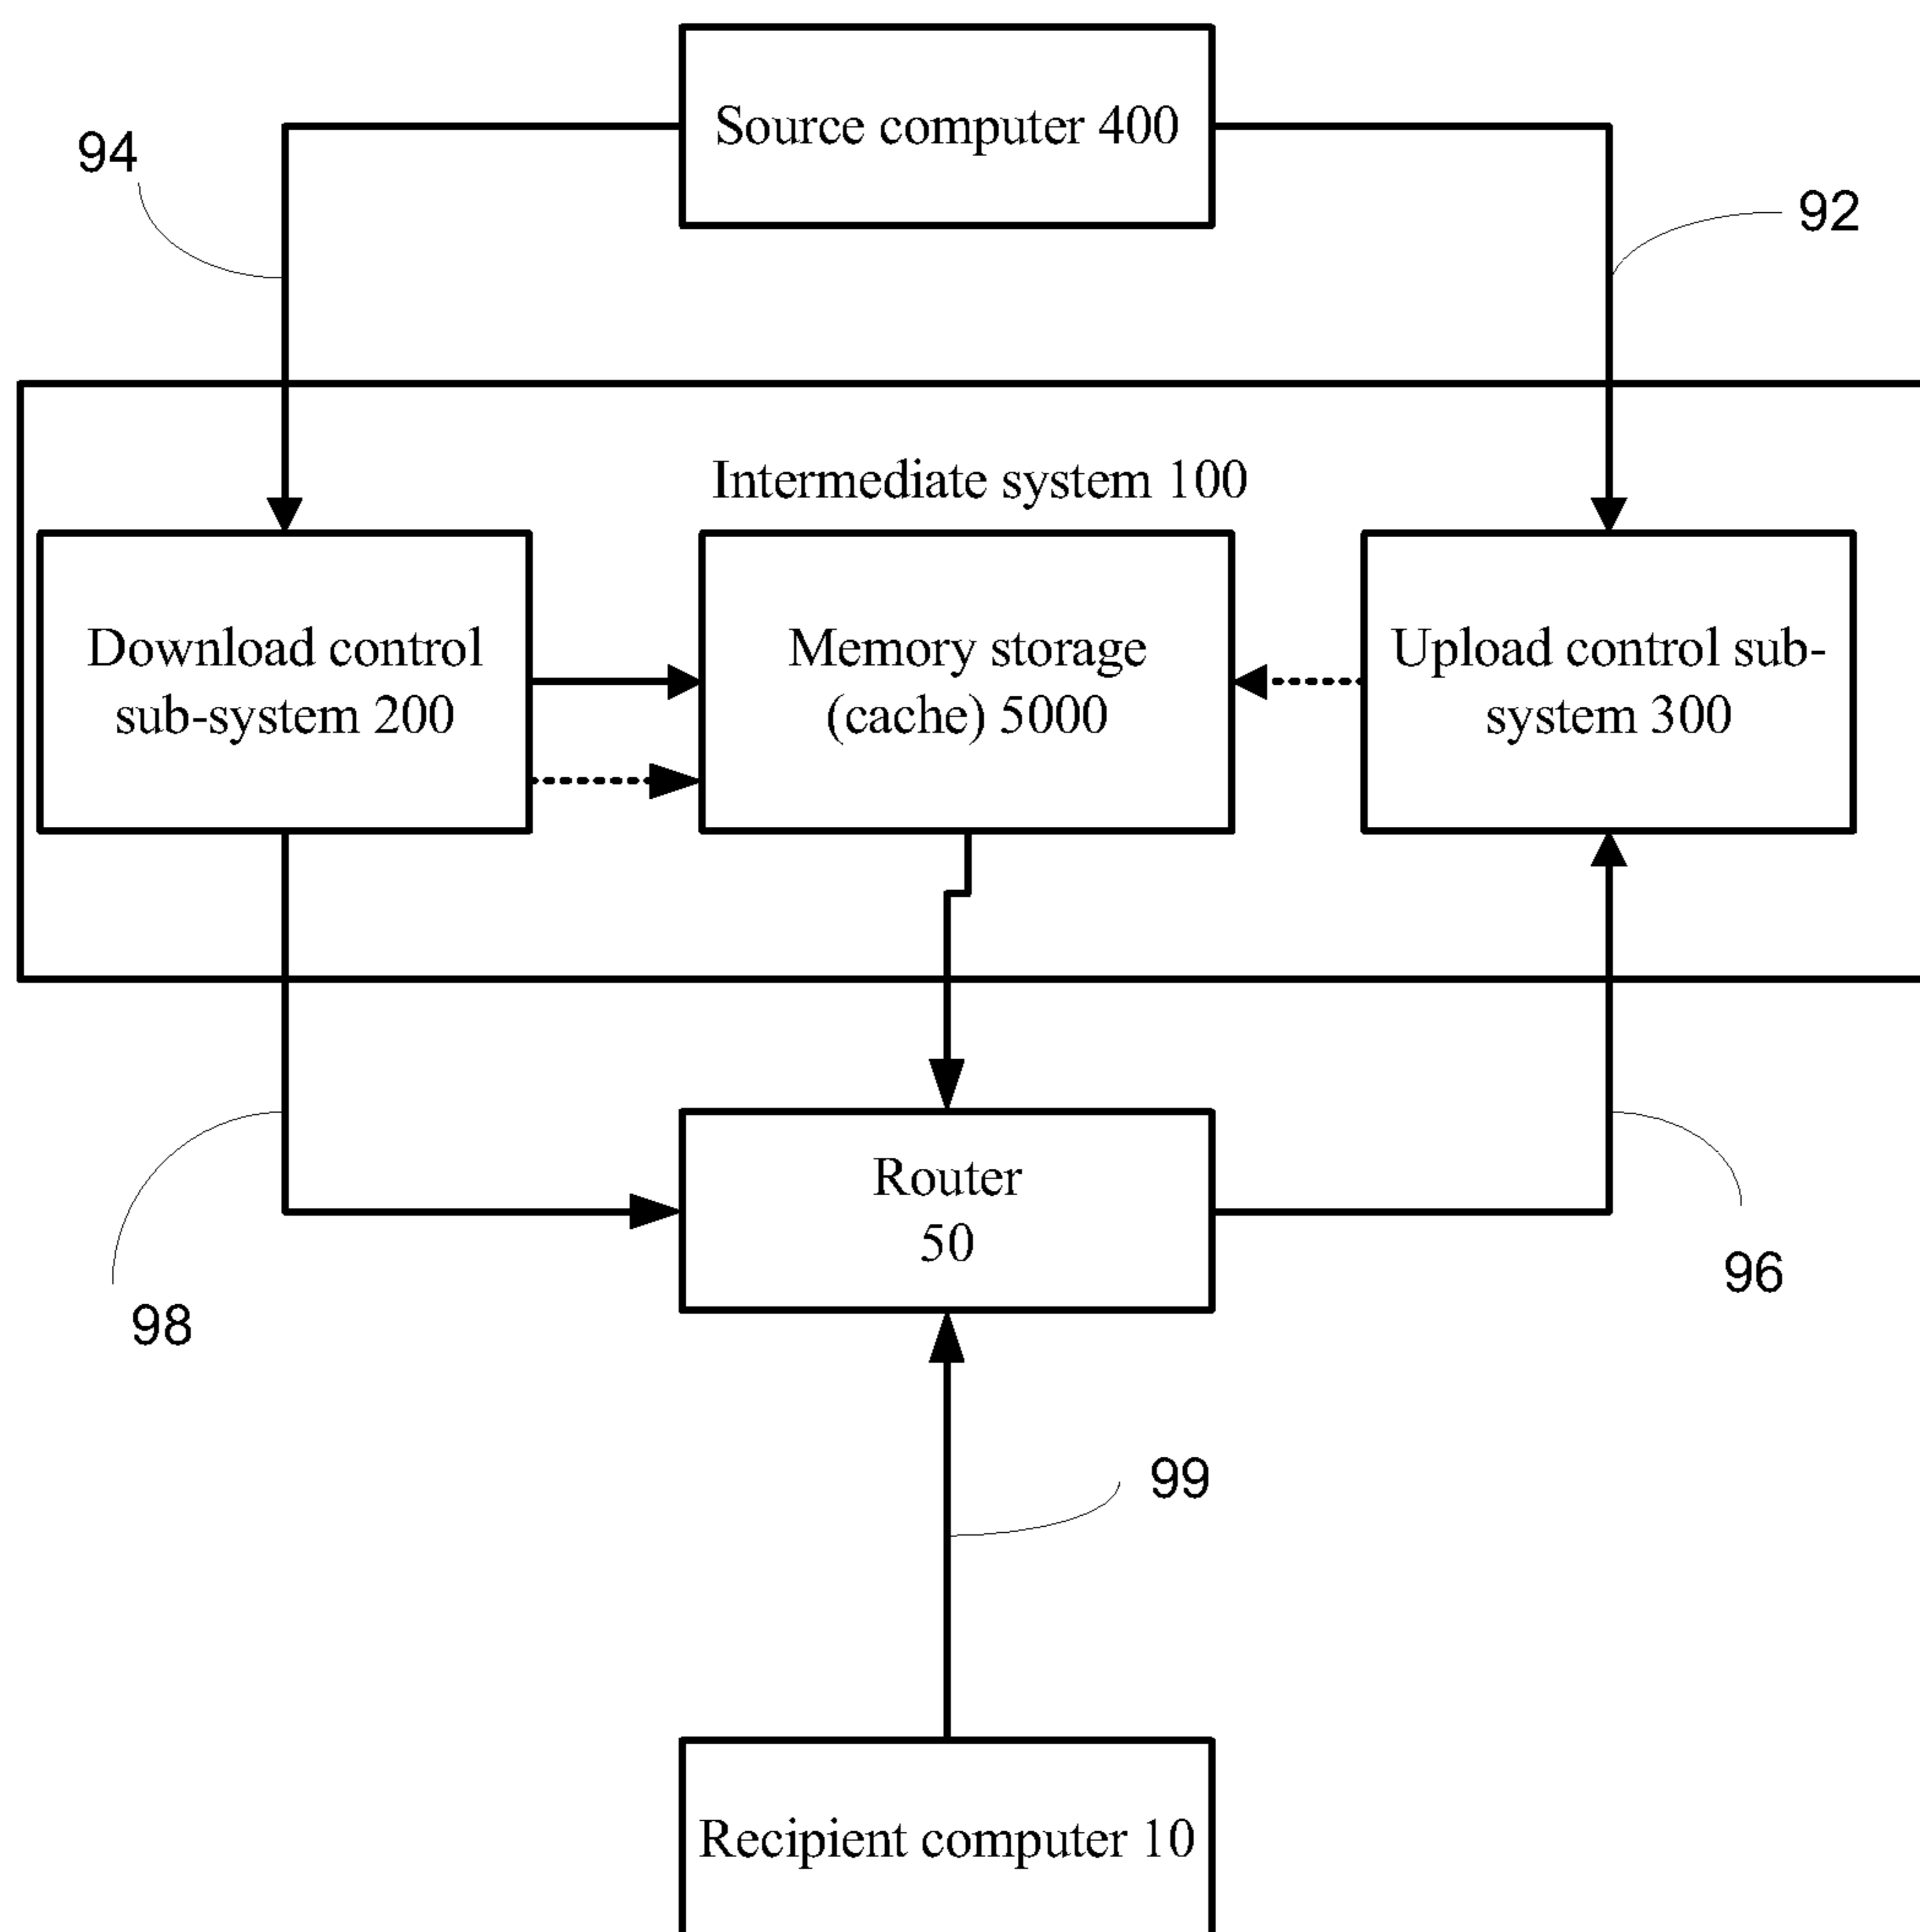 Source computer 400
94
92
Intermediate system 100
Download control
sub-system 200
Memory storage
(cache) 5000
Upload control sub-
system 300
Router
50
98
96
99
Recipient computer 10